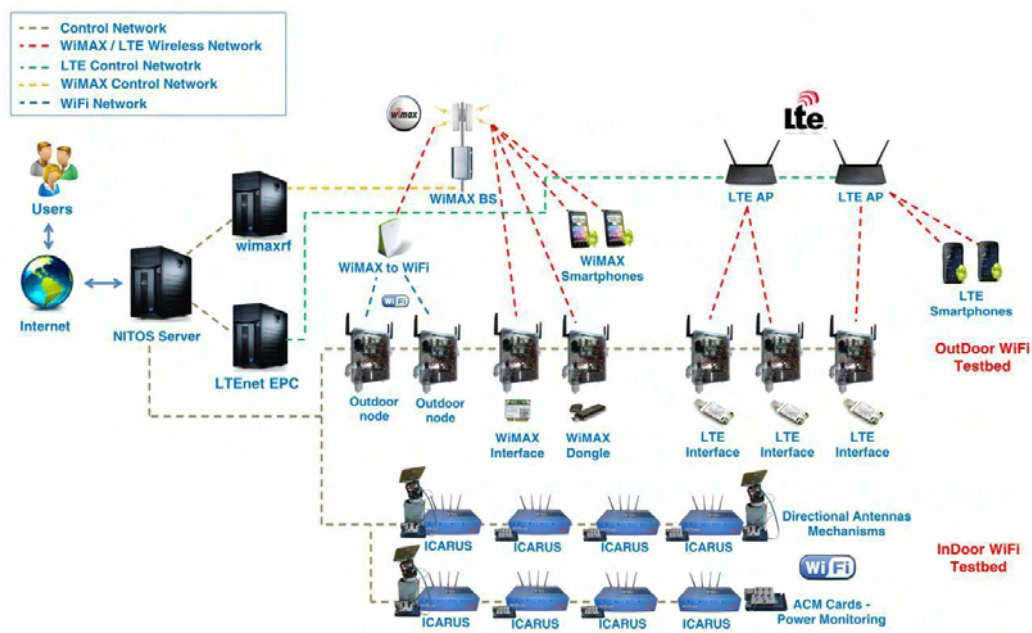 Control Network
WiMAX / LTE Wireless Network
LTE Control Networtrk
WiMAX Control Network
WiFi Network
wimax
Lte
Users
WiMAX BS
LTE AP
LTE AP
wimaxrf
WiMAX to WiFi
WiMAX
Smartphones
LTE
Smartphones
Internet
NITOS Server
WiFi
LTEnet EPC
OutDoor WiFi
Testbed
Outdoor
node
Outdoor
node
WiMAX
Interface
WiMAX
Dongle
LTE
Interface
LTE
Interface
LTE
Interface
Directional Antennas
Mechanisms
ICARUS
ICARUS
ICARUS
ICARUS
InDoor WiFi
Testbed
WiFi
ACM Cards -
Power Monitoring
ICARUS
ICARUS
ICARUS
ICARUS